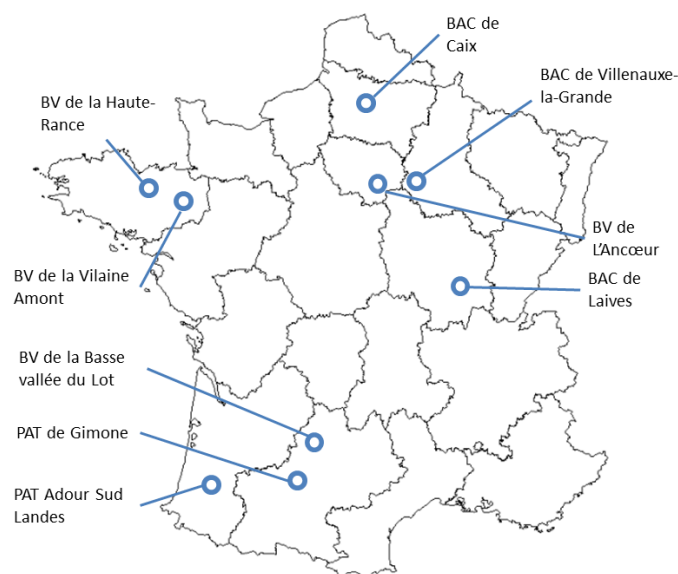 BAC de
Caix
BAC de Villenauxe-
la-Grande
BV de la Haute-
Rance
BV de
L’Ancœur
BAC de
Laives
BV de la Vilaine
Amont
BV de la Basse
vallée du Lot
PAT de Gimone
PAT Adour Sud
Landes